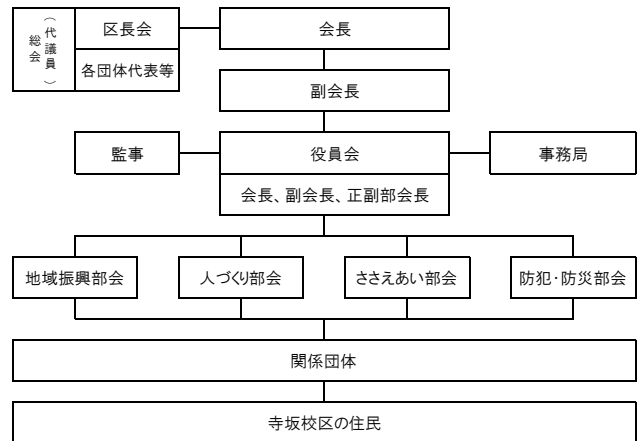 総会
（代議員）
区長会
会長
各団体代表等
副会長
監事
役員会
事務局
会長、副会長、正副部会長
地域振興部会
人づくり部会
ささえあい部会
防犯・防災部会
関係団体
寺坂校区の住民